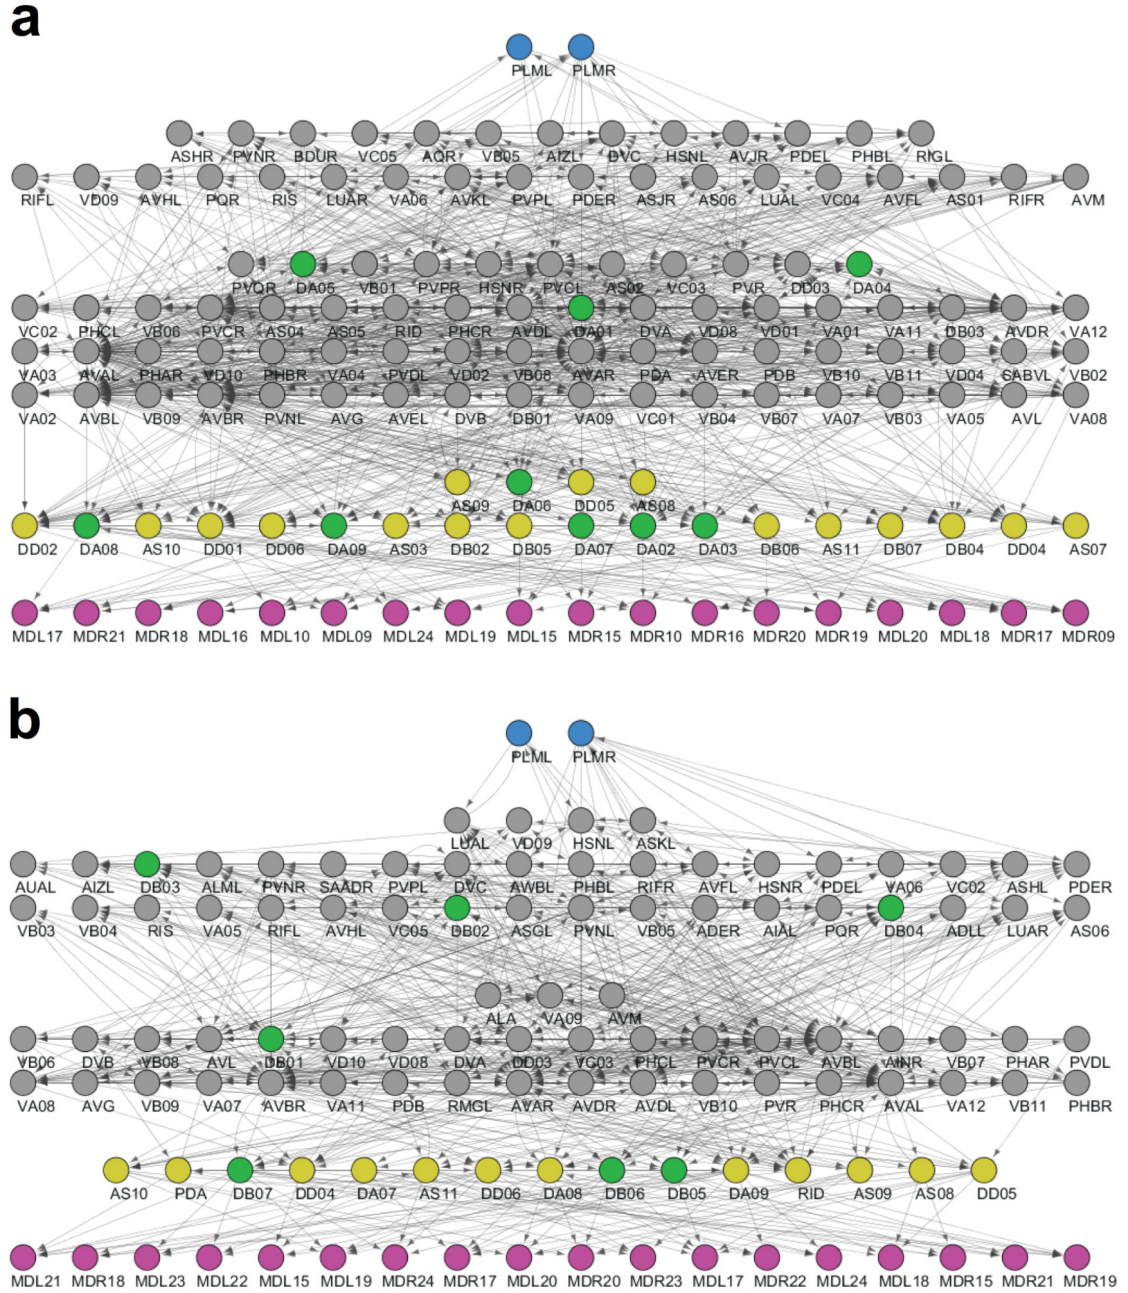 a
PLML PLMR
ASHR PVNR BDUR VC05 AQR VB05 AIZL DVC HSNL AVJR PDEL PHBL RIGL
RIFL VD09 AVHL PQR RIS LUAR VA06 AVKL PVPL PDER ASJR AS06 LUAL VC04 AVFL AS01 RIFR AVM
PVQR DA05 VB01 PVPR HSNR PVCL AS02 VC03 PVR DD03 DA04
VC02 PHCL VB06 PVCR AS04 AS05 RID PHCR AVDL DA01 DVA VD08 VD01 VA01 VA11 DB03 AVDR VA12
VA03 AVAL PHAR VD10 PHBR VA04 PVDL VD02 VB08 AVAR PDA AVER PDB VB10 VB11 VD04 SABVL VB02
VA02 AVBL VB09 AVBR PVNL AVG AVEL DVB DB01 VA09 VC01 VB04 VB07 VA07 VB03 VA05 AVL VA08
AS09 DA06 DD05 AS08
DD02 DA08 AS10 DD01 DD06 DA09 AS03 DB02 DB05 DA07 DA02 DA03 DB06 AS11 DB07 DB04 DD04 AS07
MDL17 MDR21 MDR18 MDL16 MDL10 MDL09 MDL24 MDL19 MDL15 MDR15 MDR10 MDR16 MDR20 MDR19 MDL20 MDL18 MDR17 MDR09
b
PLML PLMR
LUAL VD09 HSNL ASKL
AUAL AIZL DB03 ALML PVNR SAADR PVPL DVC AWBL PHBL RIFR AVFL HSNR PDEL VA06 VC02 ASHL PDER
VB03 VB04 RIS VA05 RIFL AVHL VC05 DB02 ASGL PVNL VB05 ADER AIAL PQR DB04 ADLL LUAR AS06
ALA VA09 AVM
VB06 DVB VB08 AVL DB01 VD10 VD08 DVA DD03 VC03 PHCL PVCR PVCL AVBL AINR VB07 PHAR PVDL
VA08 AVG VB09 VA07 AVBR VA11 PDB RMGL AVAR AVDR AVDL VB10 PVR PHCR AVAL VA12 VB11 PHBR
AS10 PDA DB07 DD04 DA07 AS11 DD06 DA08 DB06 DB05 DA09 RID AS09 AS08 DD05
MDL21 MDR18 MDL23 MDL22 MDL15 MDL19 MDR24 MDR17 MDL20 MDR20 MDR23 MDL17 MDR22 MDL24 MDL18 MDR15 MDR21 MDR19